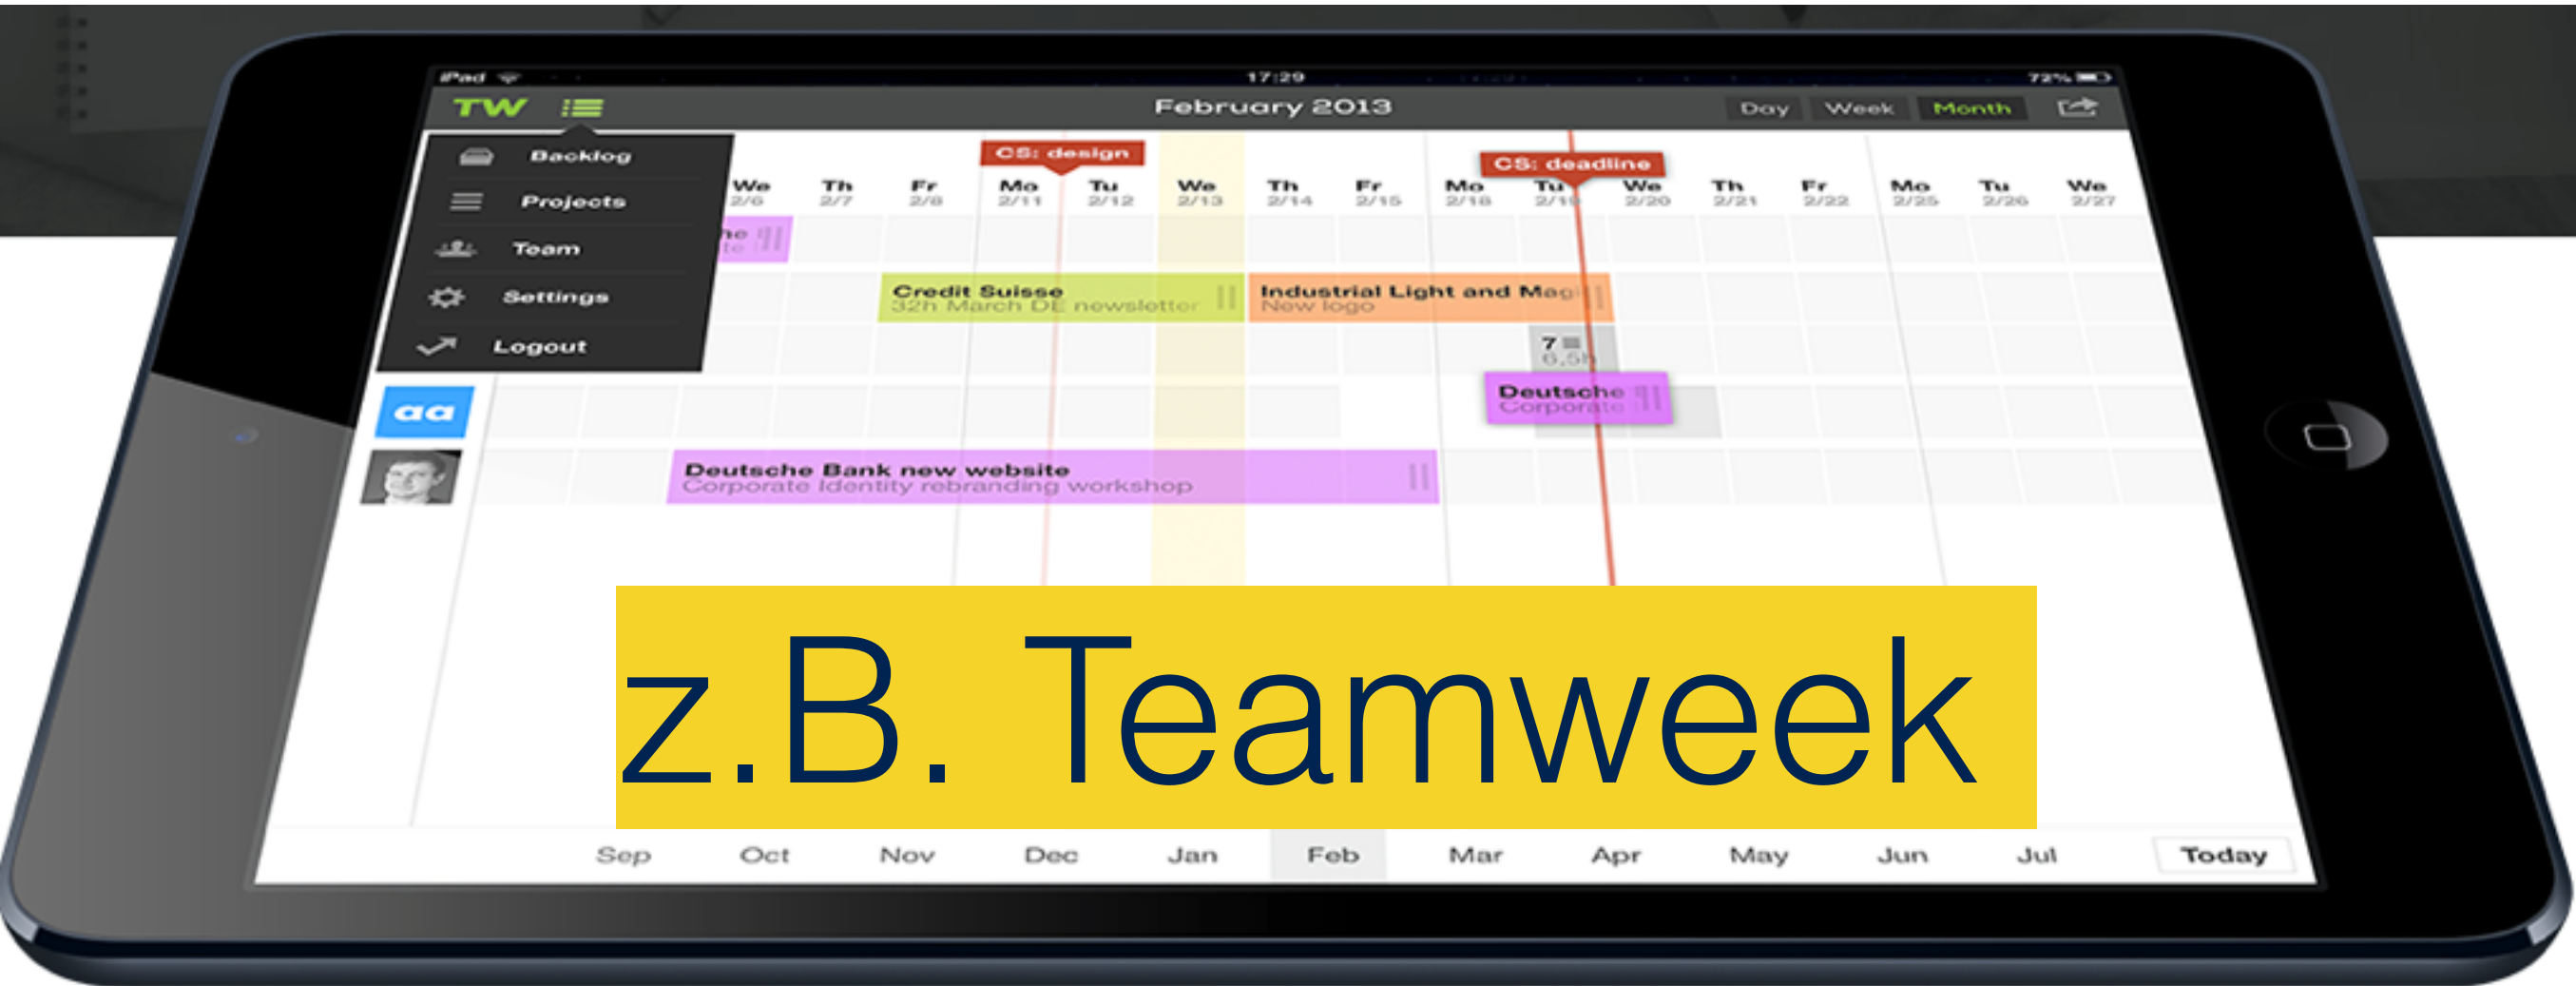 iPad 17:29 72%
TW February 2013 Day Week Month
Backlog
Projects
Team
Settings
Logout
CS: design CS: deadline
We Th Fr Mo Tu We Th Fr Mo Tu We Th Fr Mo Tu We
2/6 2/7 2/8 2/11 2/12 2/13 2/14 2/15 2/18 2/19 2/20 2/21 2/22 2/25 2/26 2/27
Credit Suisse
32h March DE newsletter
Industrial Light and Magi
New logo
7
6.5h
aa
Deutsche
Corporate
Deutsche Bank new website
Corporate Identity rebranding workshop
z.B. Teamweek
Sep Oct Nov Dec Jan Feb Mar Apr May Jun Jul Today